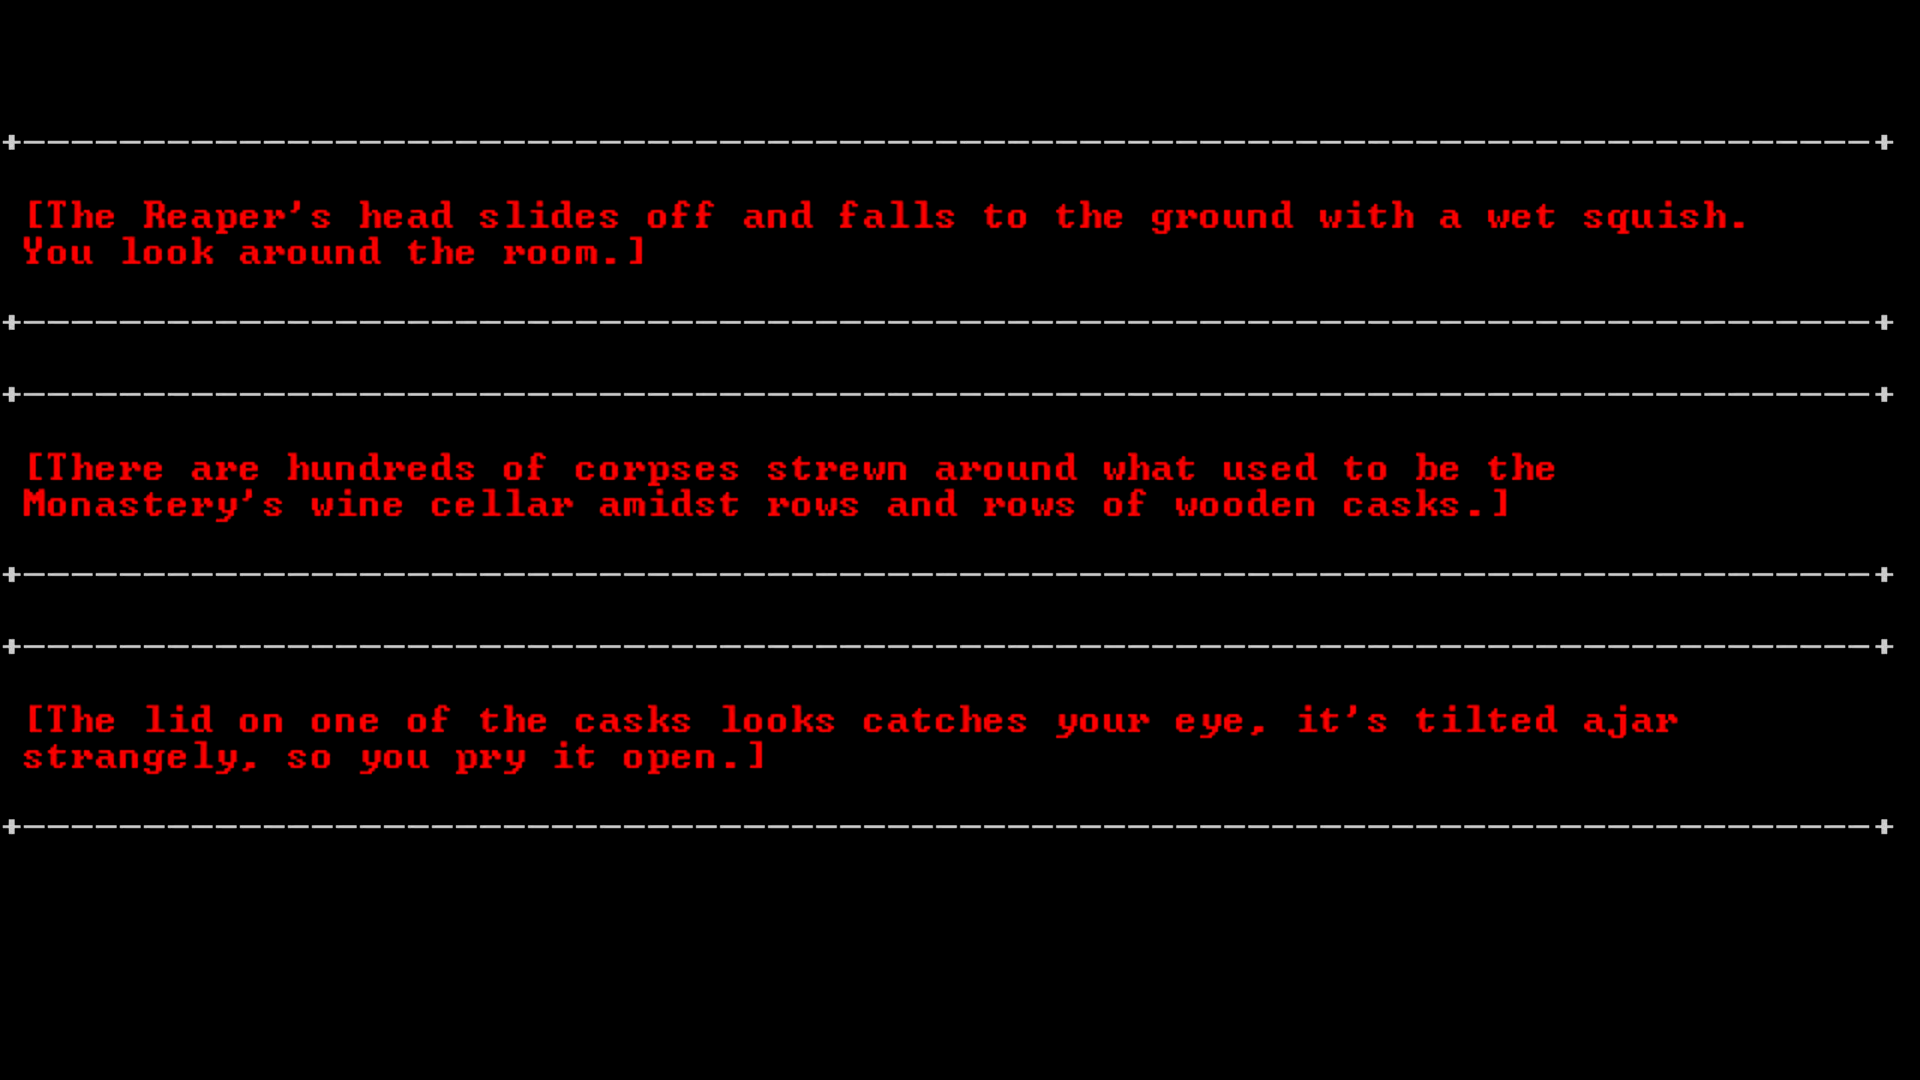 [The Reaper's head slides off and falls to the ground with a wet squish.
You look around the room.]
[There are hundreds of corpses strewn around what used to be the
Monastery's wine cellar amidst rows and rows of wooden casks.]
[The lid on one of the casks looks catches your eye, it's tilted ajar
strangely, so you pry it open.]